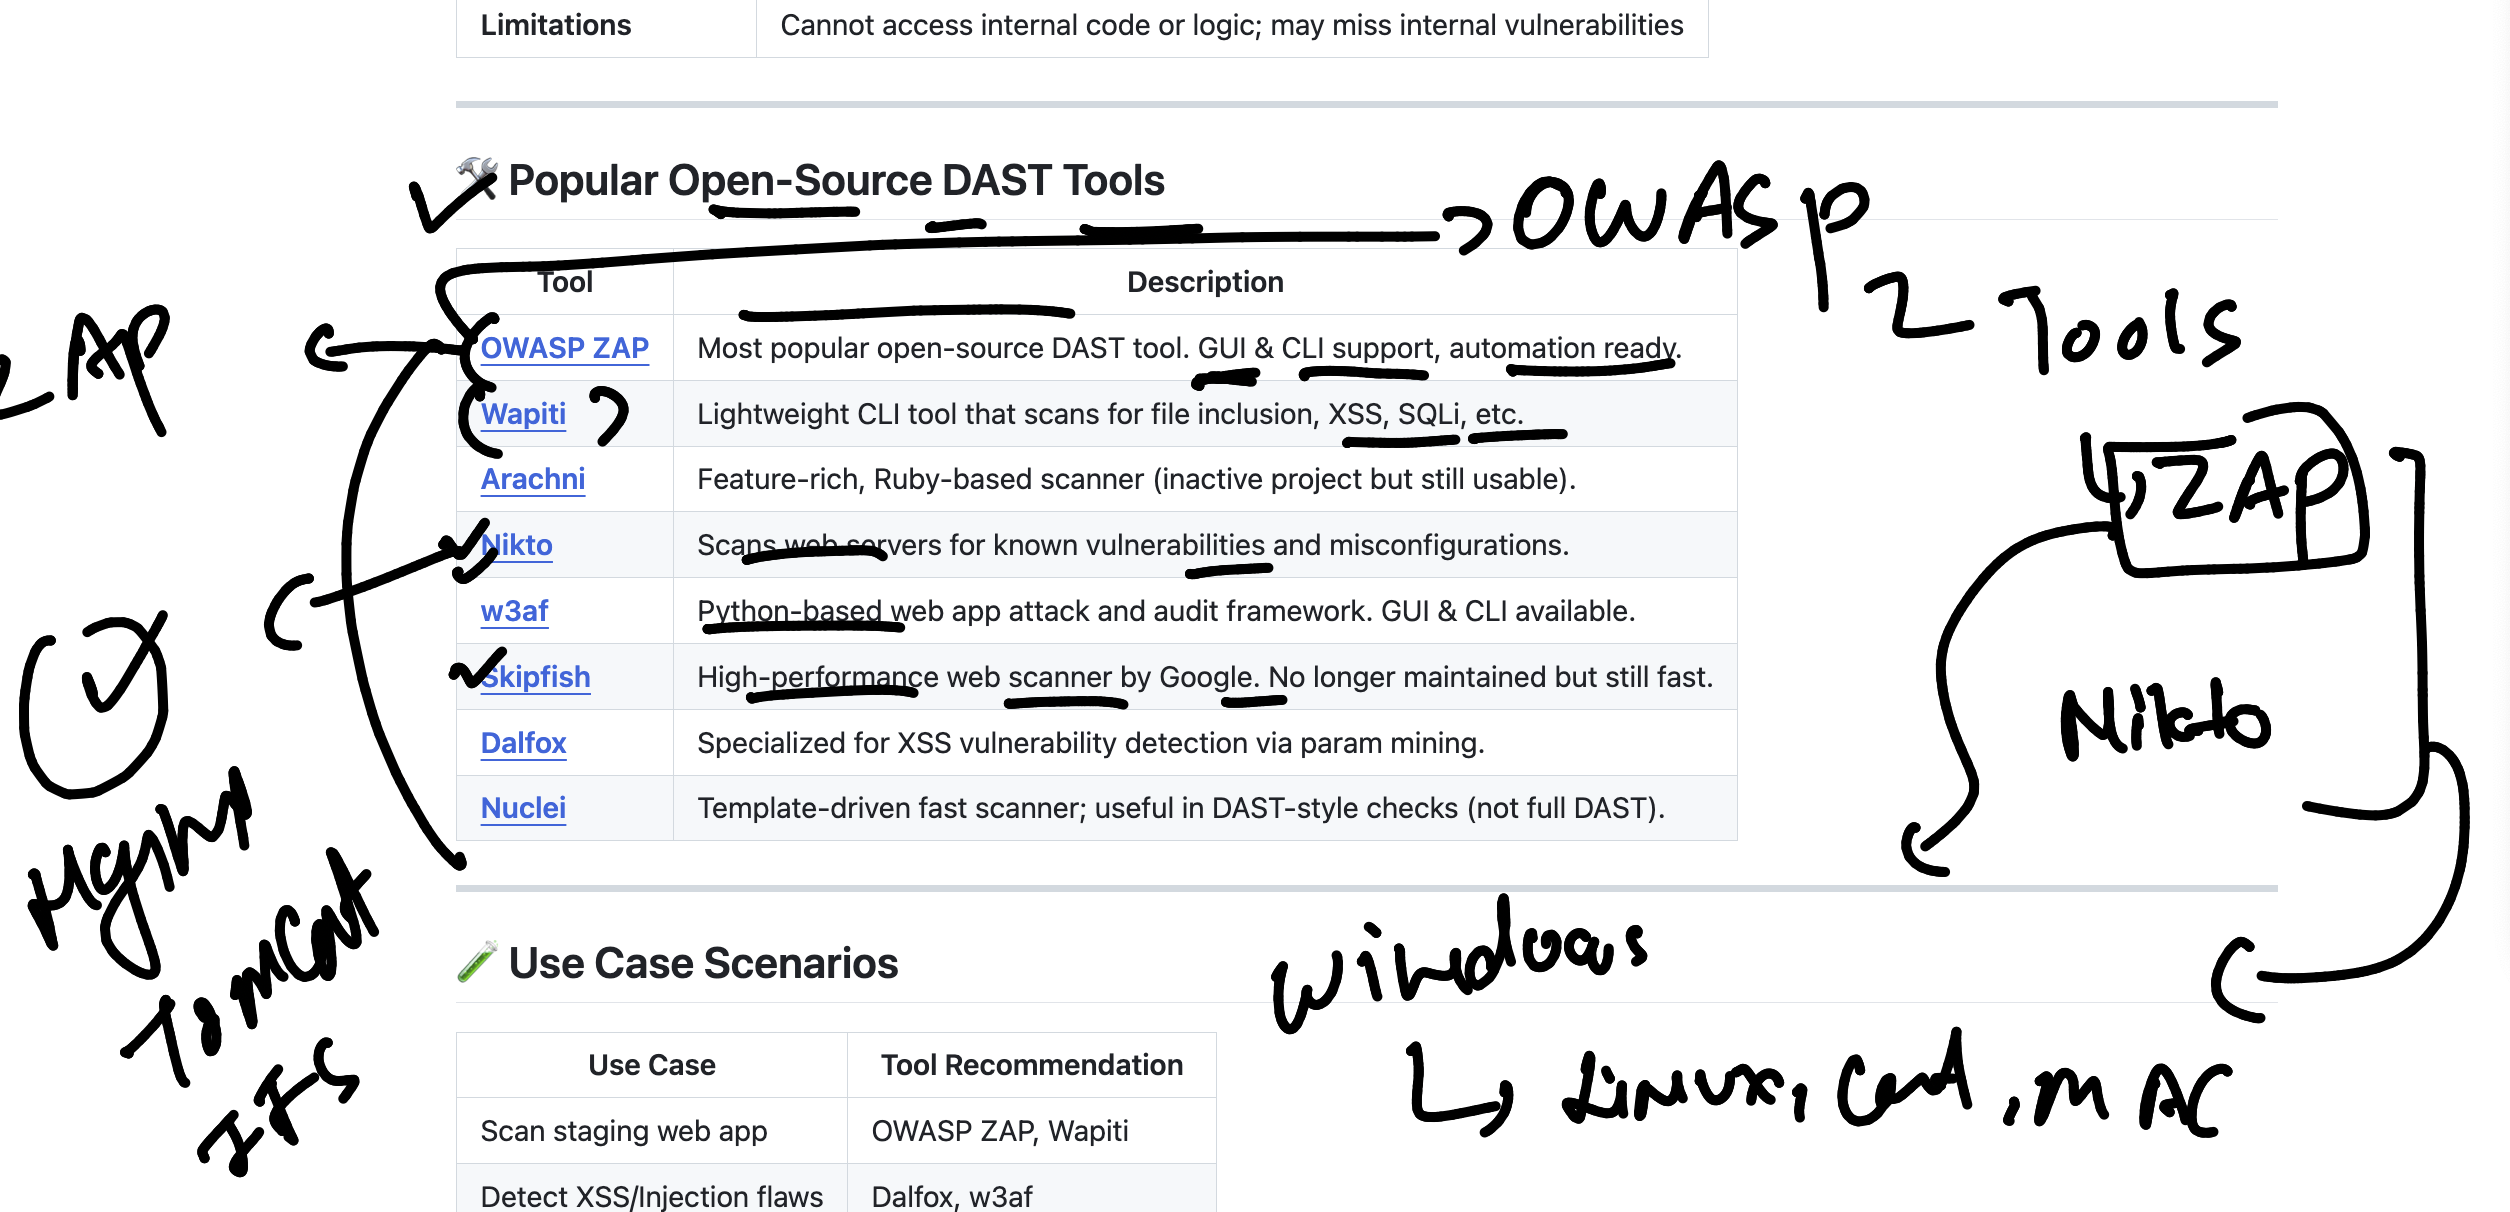 Limitations Cannot access internal code or logic; may miss internal vulnerabilities
🛠 Popular Open-Source DAST Tools
OWASP
2 Tools
Tool Description
OWASP ZAP Most popular open-source DAST tool. GUI & CLI support, automation ready.
ZAP
Wapiti Lightweight CLI tool that scans for file inclusion, XSS, SQLi, etc.
Arachni Feature-rich, Ruby-based scanner (inactive project but still usable).
ZAP
Nikto Scans web servers for known vulnerabilities and misconfigurations.
w3af Python-based web app attack and audit framework. GUI & CLI available.
Skipfish High-performance web scanner by Google. No longer maintained but still fast.
Nikto
Dalfox Specialized for XSS vulnerability detection via param mining.
Nuclei Template-driven fast scanner; useful in DAST-style checks (not full DAST).
TomCat
🧪 Use Case Scenarios
Windows
Linux, , MAC
Use Case Tool Recommendation
Scan staging web app OWASP ZAP, Wapiti
Detect XSS/Injection flaws Dalfox, w3af